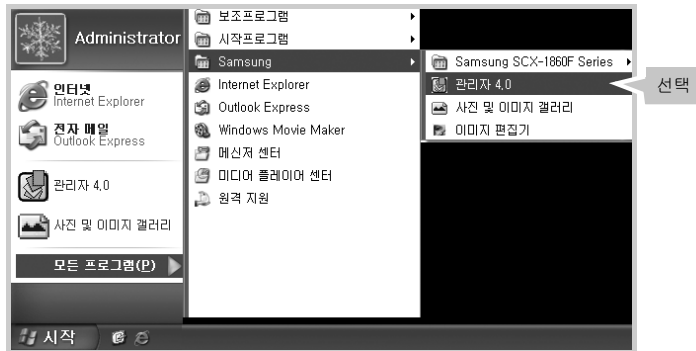 Administrator
인터넷
Internet Explorer
전자 메일
Outlook Express
관리자 4,0
사진 및 이미지 갤러리
모든 프로그램(P)
시작
보조프로그램
시작프로그램
Samsung
Internet Explorer
Outlook Express
Windows Movie Maker
메신저 센터
미디어 플레이어 센터
원격 지원
Samsung SCX-1860F Series
관리자 4,0
사진 및 이미지 갤러리
이미지 편집기
선택